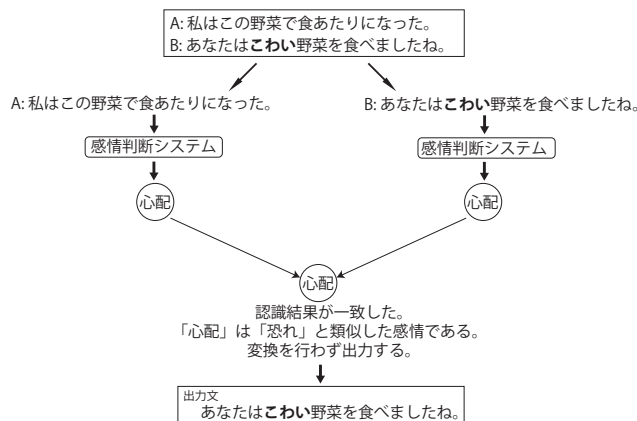 A: 私はこの野菜で食あたりになった。
B: あなたはこわい野菜を食べましたね。
A: 私はこの野菜で食あたりになった。
B: あなたはこわい野菜を食べましたね。
感情判断システム
感情判断システム
心配
心配
心配
認識結果が一致した。
「心配」は「恐れ」と類似した感情である。
変換を行わず出力する。
出力文
あなたはこわい野菜を食べましたね。